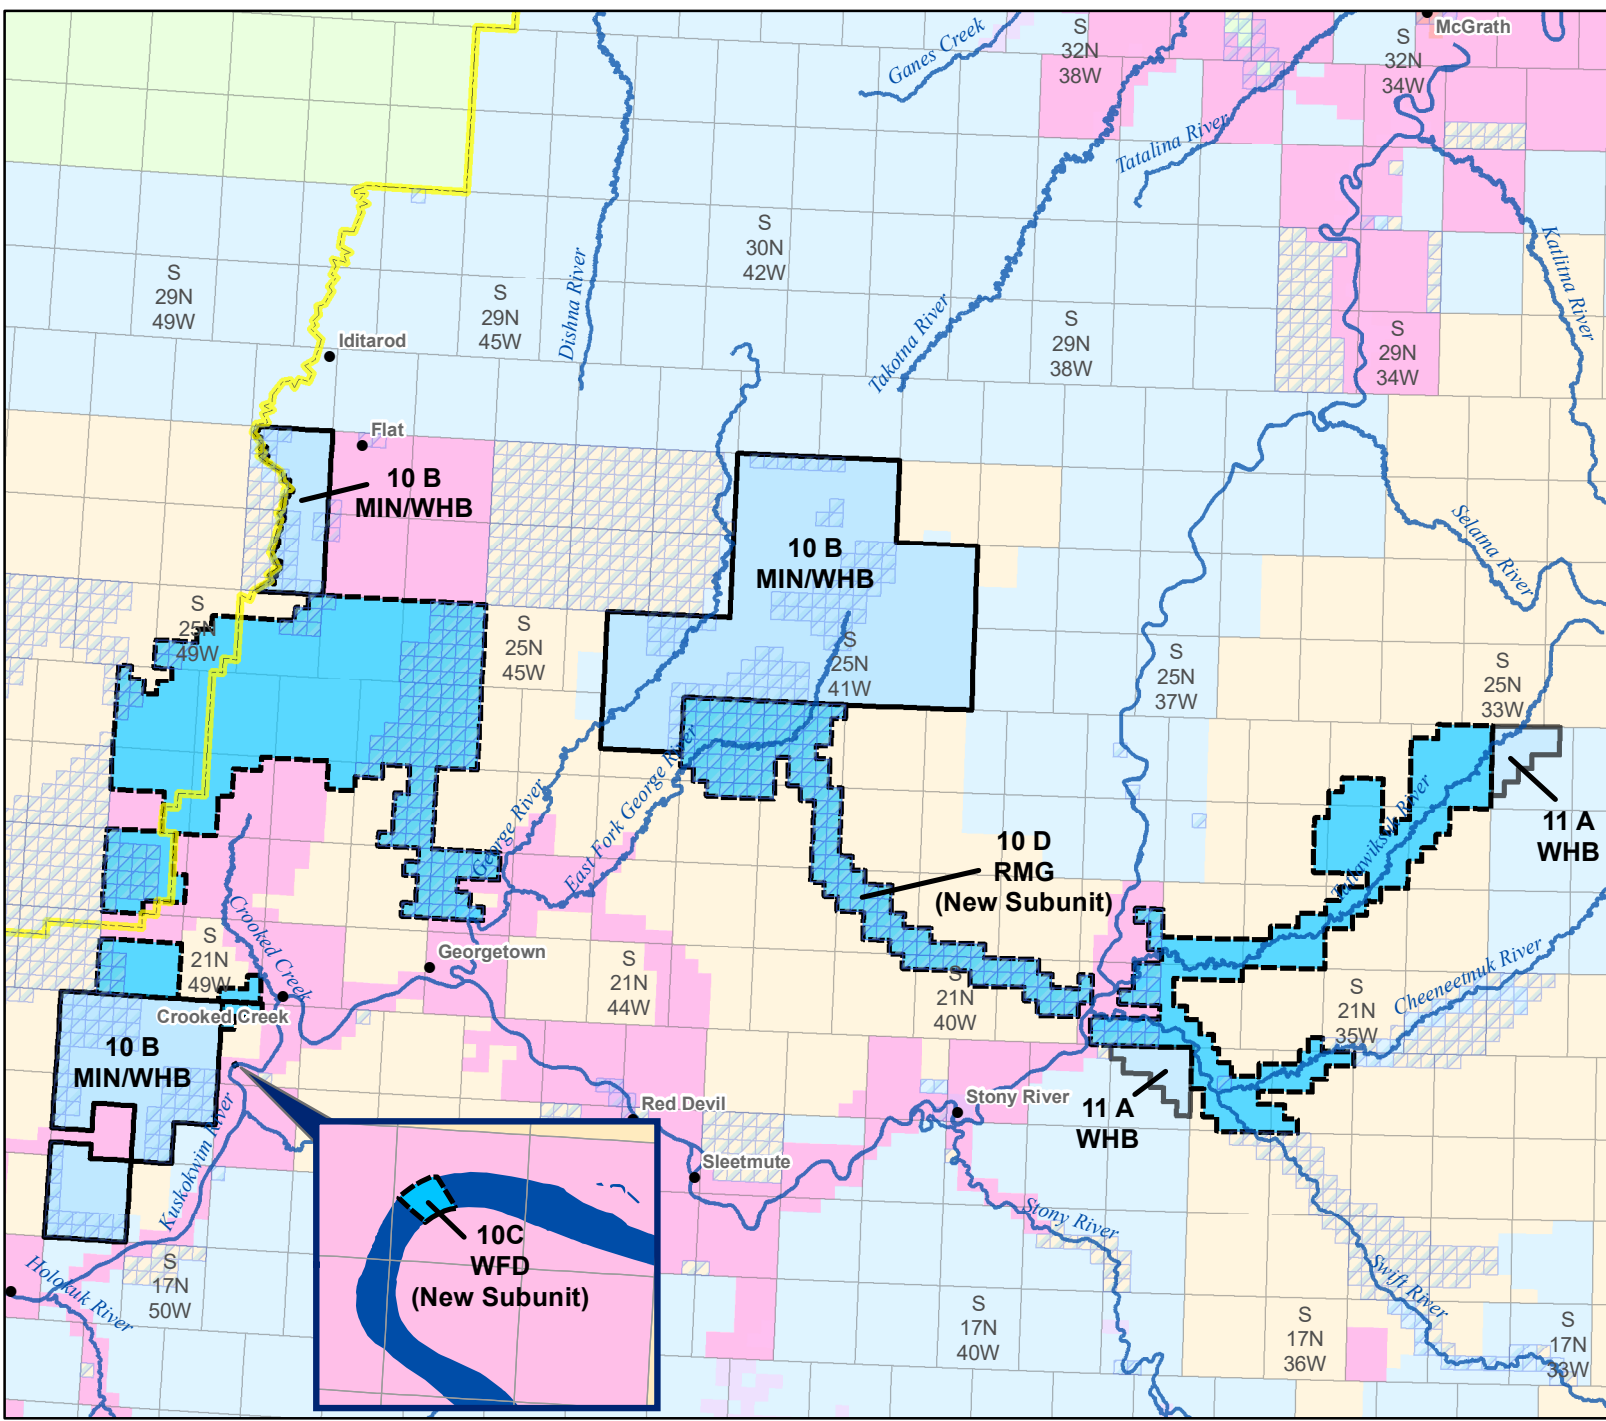 McGrath
S
32N
38W
S
32N
34W
Ganes Creek
Tatalina River
Katlitna River
S
30N
42W
Dishna River
Takotna River
S
29N
49W
S
29N
45W
S
29N
38W
S
29N
34W
Iditarod
Flat
10 B
MIN/WHB
10 B
MIN/WHB
Selatna River
S
25N
49W
S
25N
45W
S
25N
41W
S
25N
37W
S
25N
33W
George River
East Fork George River
Tatlawiksuk River
11 A
WHB
10 D
RMG
(New Subunit)
Crooked Creek
Georgetown
S
21N
49W
S
21N
44W
S
21N
40W
S
21N
35W
Cheeneetnuk River
Crooked Creek
10 B
MIN/WHB
Kuskokwim River
Red Devil
Stony River
11 A
WHB
Sleetmute
Stony River
Swift River
10C
WFD
(New Subunit)
Holokuk River
S
17N
50W
S
17N
40W
S
17N
36W
S
17N
33W